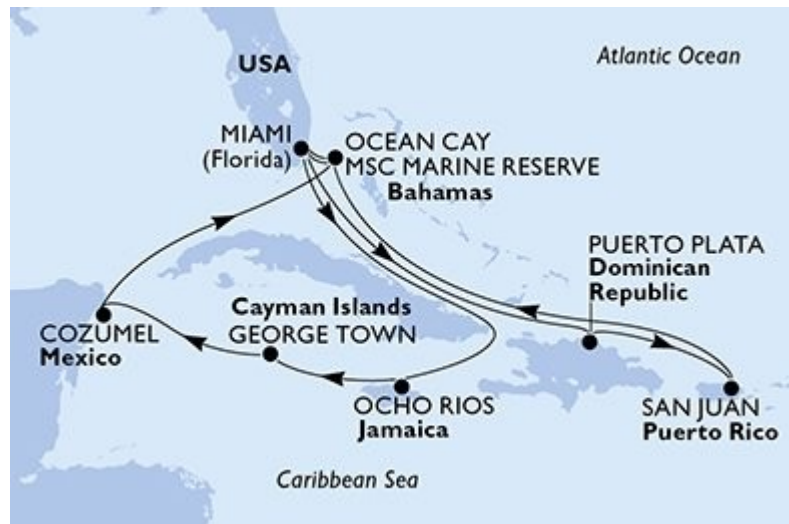 Atlantic Ocean
USA
MIAMI
(Florida)
OCEAN CAY
MSC MARINE RESERVE
Bahamas
PUERTO PLATA
Dominican
Republic
Cayman Islands
GEORGE TOWN
COZUMEL
Mexico
OCHO RIOS
Jamaica
SAN JUAN
Puerto Rico
Caribbean Sea